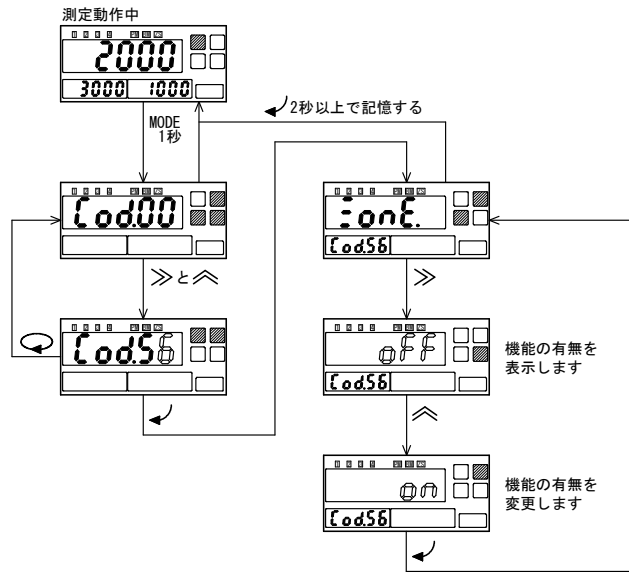 測定動作中
2000
3000 1000
MODE
1秒
2秒以上で記憶する
Cod.00
ZonE.
Cod.56
≫と︽
≫
Cod.56
oFF
Cod.56
機能の有無を
表示します
︽
on
Cod.56
機能の有無を
変更します